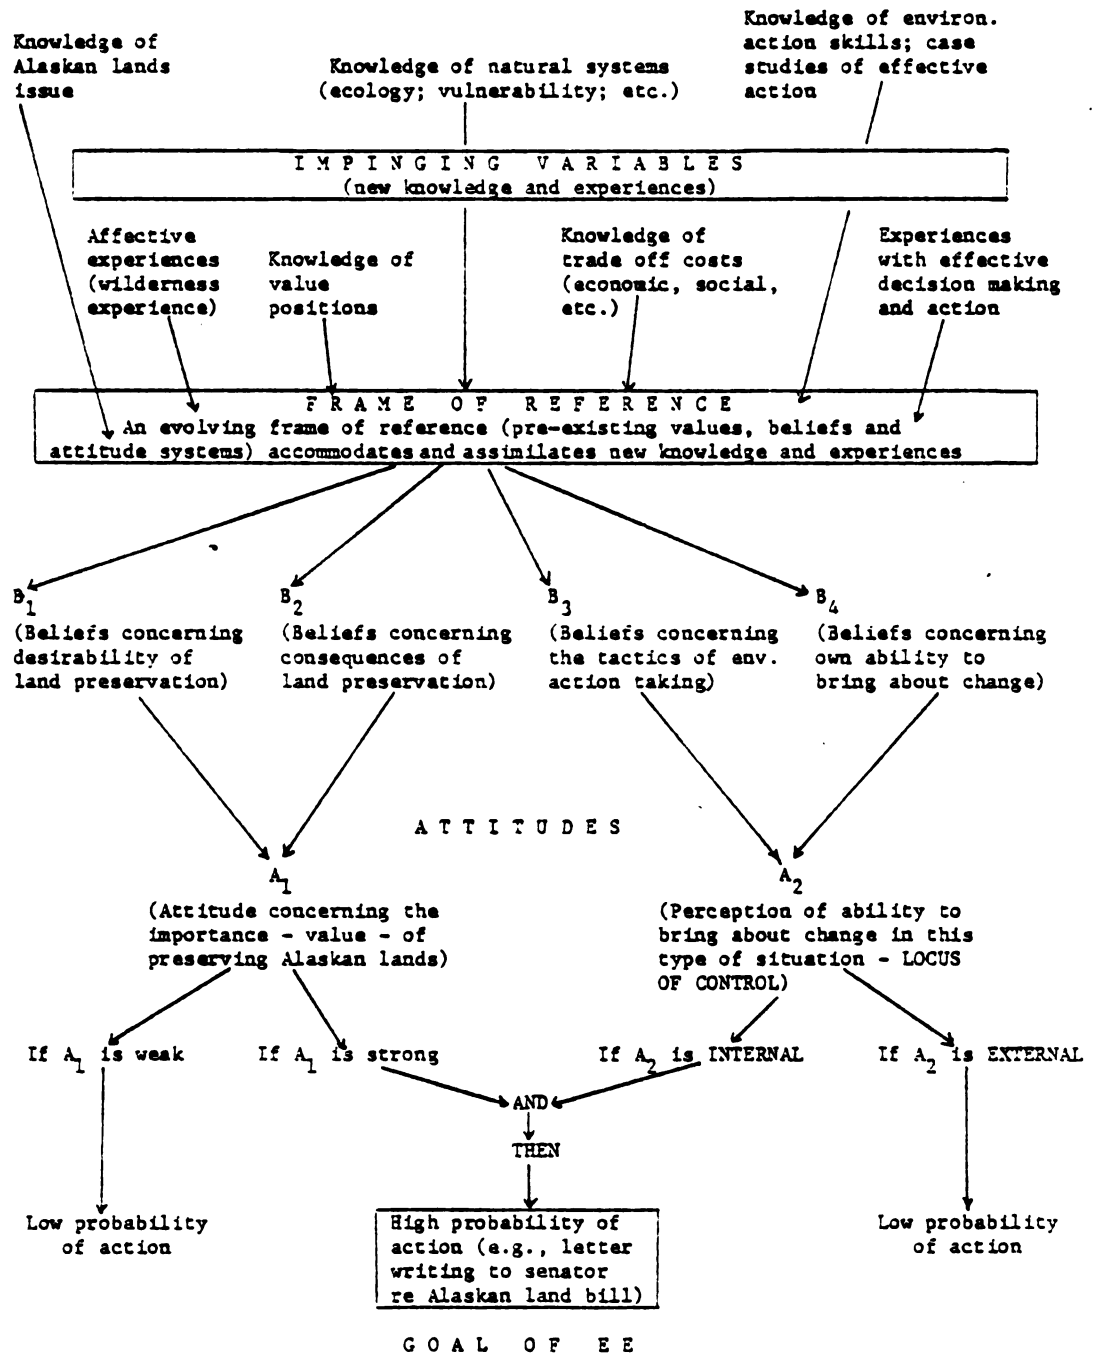 Knowledge of
Alaskan lands
issue
Knowledge of natural systems
(ecology; vulnerability; etc.)
Knowledge of environ.
action skills; case
studies of effective
action
IMPINGING VARIABLES
(new knowledge and experiences)
Affective
experiences
(wilderness
experience)
Knowledge of
value
positions
Knowledge of
trade off costs
(economic, social,
etc.)
Experiences
with effective
decision making
and action
FRAME OF REFERENCE
An evolving frame of reference (pre-existing values, beliefs and
attitude systems) accommodates and assimilates new knowledge and experiences
B1
(Beliefs concerning
desirability of
land preservation)
B2
(Beliefs concerning
consequences of
land preservation)
B3
(Beliefs concerning
the tactics of env.
action taking)
B4
(Beliefs concerning
own ability to
bring about change)
ATTITUDES
A1
(Attitude concerning the
importance - value - of
preserving Alaskan lands)
A2
(Perception of ability to
bring about change in this
type of situation - LOCUS
OF CONTROL)
If A1 is weak
If A1 is strong
If A2 is INTERNAL
If A2 is EXTERNAL
AND
THEN
Low probability
of action
High probability of
action (e.g., letter
writing to senator
re Alaskan land bill)
Low probability
of action
GOAL OF EE